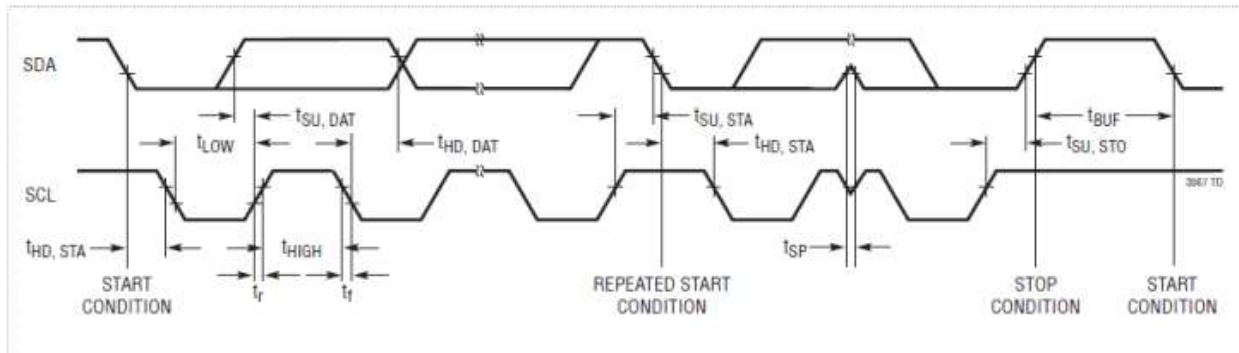 SDA
tSU, DAT
tSU, STA
tBUF
tLOW
tHD, DAT
tHD, STA
tSU, STO
SCL
3567 TD
tHD, STA
tHIGH
tSP
tr
tf
START
CONDITION
REPEATED START
CONDITION
STOP
CONDITION
START
CONDITION